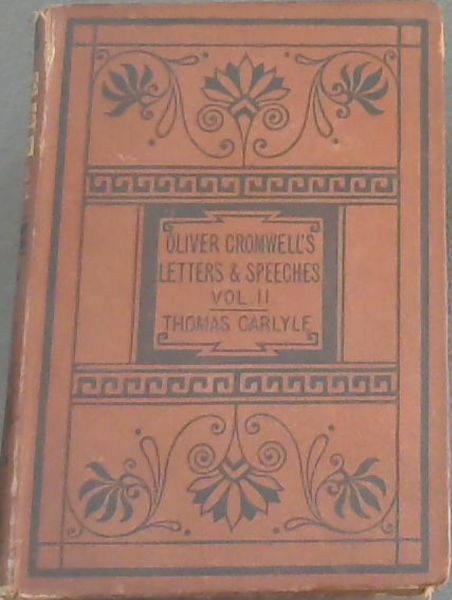 OLIVER CROMWELL'S
LETTERS & SPEECHES
VOL. II
THOMAS CARLYLE